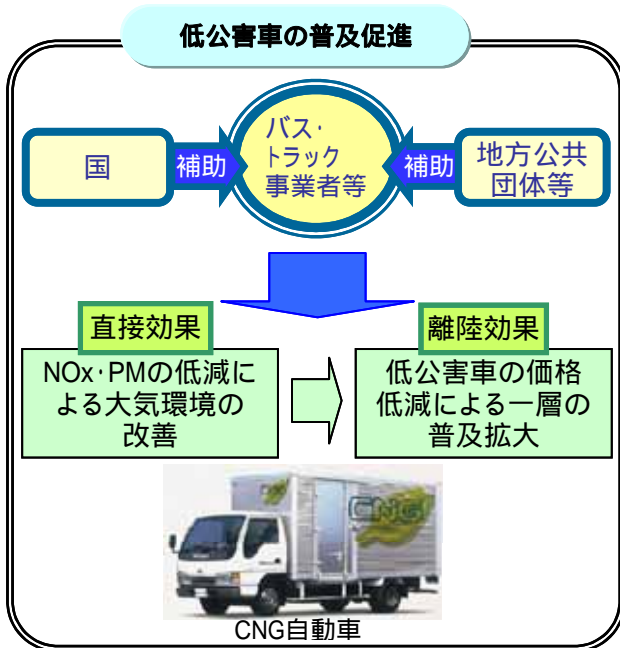 低公害車の普及促進
国
補助
バス・
トラック
事業者等
補助
地方公共
団体等
直接効果
NOx・PMの低減に
よる大気環境の
改善
離陸効果
低公害車の価格
低減による一層の
普及拡大
CNG
CNG自動車